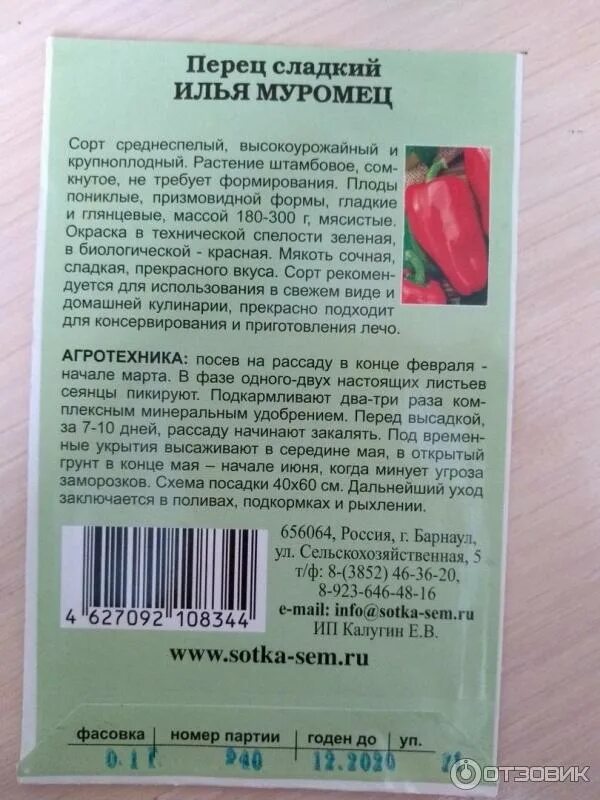 Перец сладкий
ИЛЬЯ МУРОМЕЦ
Сорт среднеспелый, высокоурожайный и
крупноплодный. Растение штамбовое, сом-
кнутое, не требует формирования. Плоды
пониклые, призмовидной формы, гладкие
и глянцевые, массой 180-300 г, мясистые.
Окраска в технической спелости зеленая,
в биологической - красная. Мякоть сочная,
сладкая, прекрасного вкуса. Сорт рекомен-
дуется для использования в свежем виде и
домашней кулинарии, прекрасно подходит
для консервирования и приготовления лечо.
АГРОТЕХНИКА: посев на рассаду в конце февраля -
начале марта. В фазе одного-двух настоящих листьев
сеянцы пикируют. Подкармливают два-три раза ком-
плексным минеральным удобрением. Перед высадкой,
за 7-10 дней, рассаду начинают закалять. Под времен-
ные укрытия высаживают в середине мая, в открытый
грунт в конце мая – начале июня, когда минует угроза
заморозков. Схема посадки 40x60 см. Дальнейший уход
заключается в поливах, подкормках и рыхлении.
656064, Россия, г. Барнаул,
ул. Сельскохозяйственная, 5
т/ф: 8-(3852) 46-36-20,
8-923-646-48-16
e-mail: info@sotka-sem.ru
ИП Калугин Е.В.
4 627092 108344
www.sotka-sem.ru
фасовка номер партии годен до уп.
0.1г 940 12.2020
ОТЗОВИК